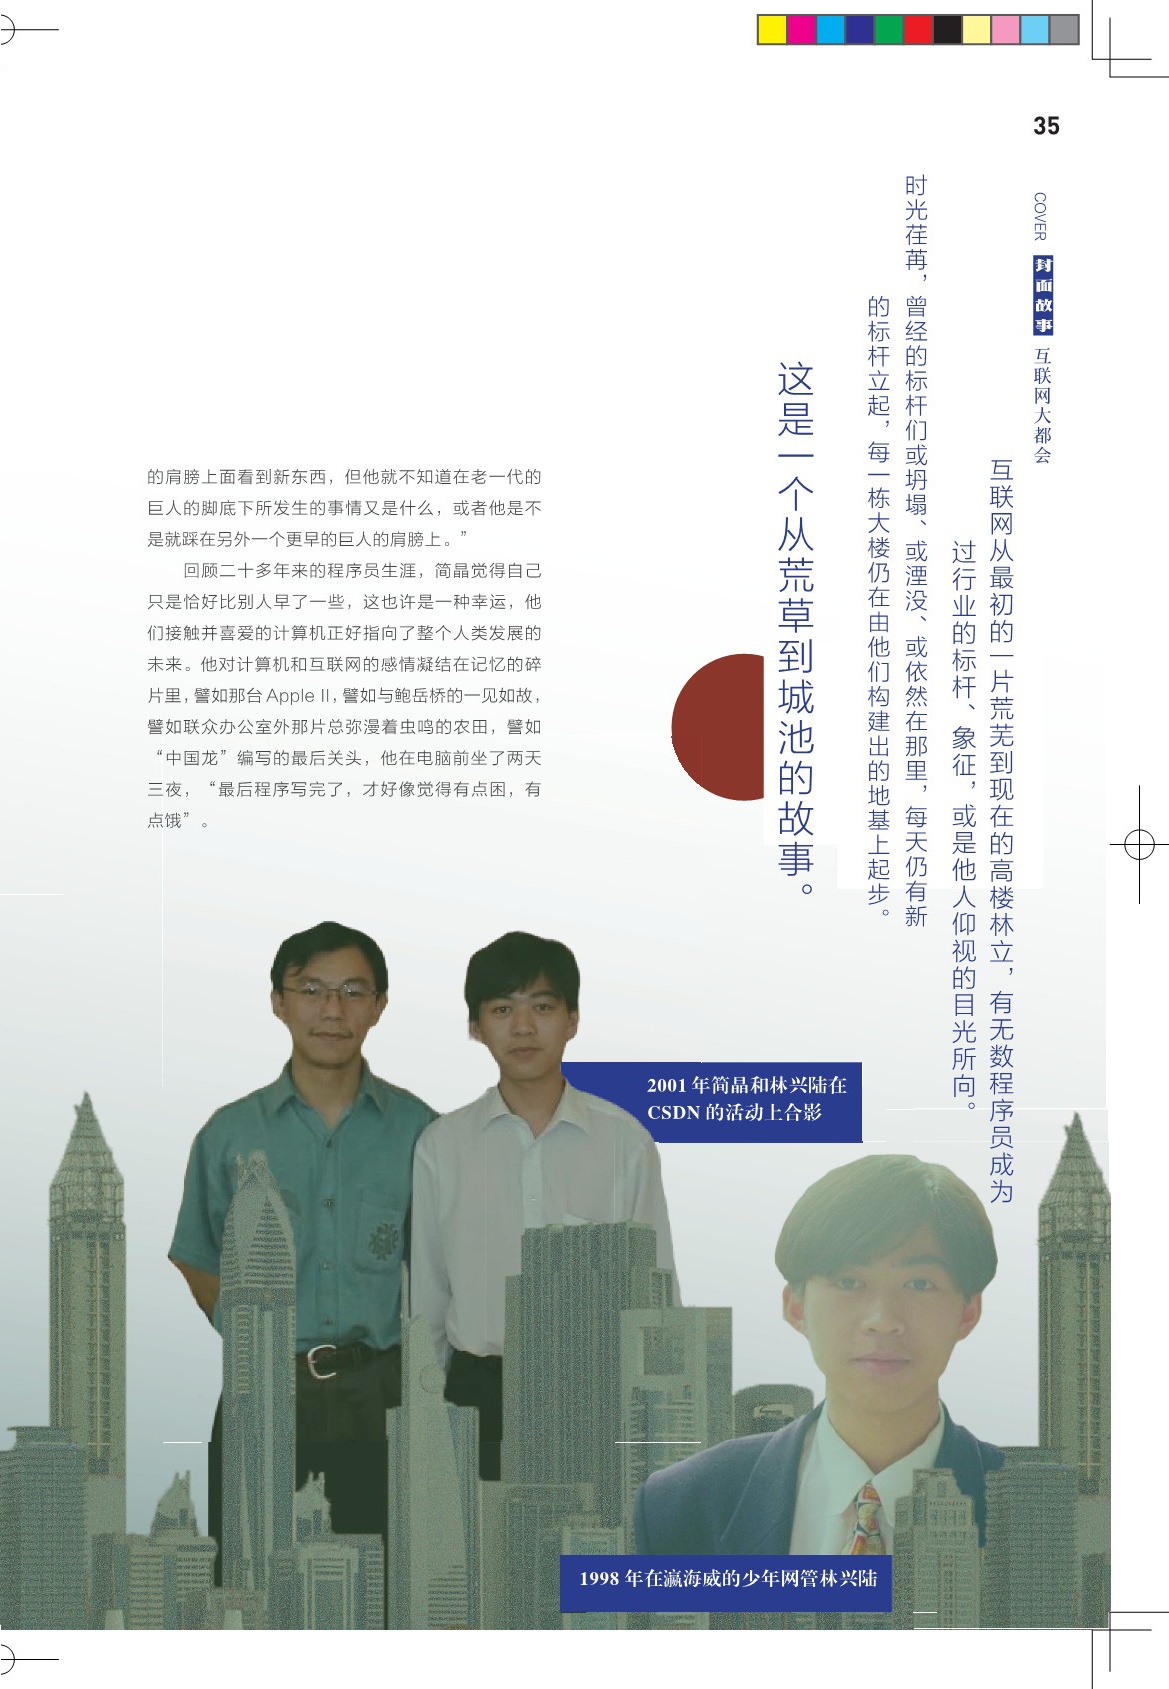 35
COVER 封面故事 互联网大都会
的肩膀上面看到新东西，但他就不知道在老一代的
巨人的脚底下所发生的事情又是什么，或者他是不
是就踩在另外一个更早的巨人的肩膀上。”
回顾二十多年来的程序员生涯，简晶觉得自己
只是恰好比别人早了一些，这也许是一种幸运，他
们接触并喜爱的计算机正好指向了整个人类发展的
未来。他对计算机和互联网的感情凝结在记忆的碎
片里，譬如那台 Apple II，譬如与鲍岳桥的一见如故，
譬如联众办公室外那片总弥漫着虫鸣的农田，譬如
“中国龙”编写的最后关头，他在电脑前坐了两天
三夜，“最后程序写完了，才好像觉得有点困，有
点饿”。
互联网从最初的一片荒芜到现在的高楼林立，有无数程序员成为
过行业的标杆、象征，或是他人仰视的目光所向。
时光荏苒，曾经的标杆们或坍塌、或湮没、或依然在那里，每天仍有新
的标杆立起，每一栋大楼仍在由他们构建出的地基上起步。
这是一个从荒草到城池的故事。
2001 年简晶和林兴陆在
CSDN 的活动上合影
1998 年在瀛海威的少年网管林兴陆